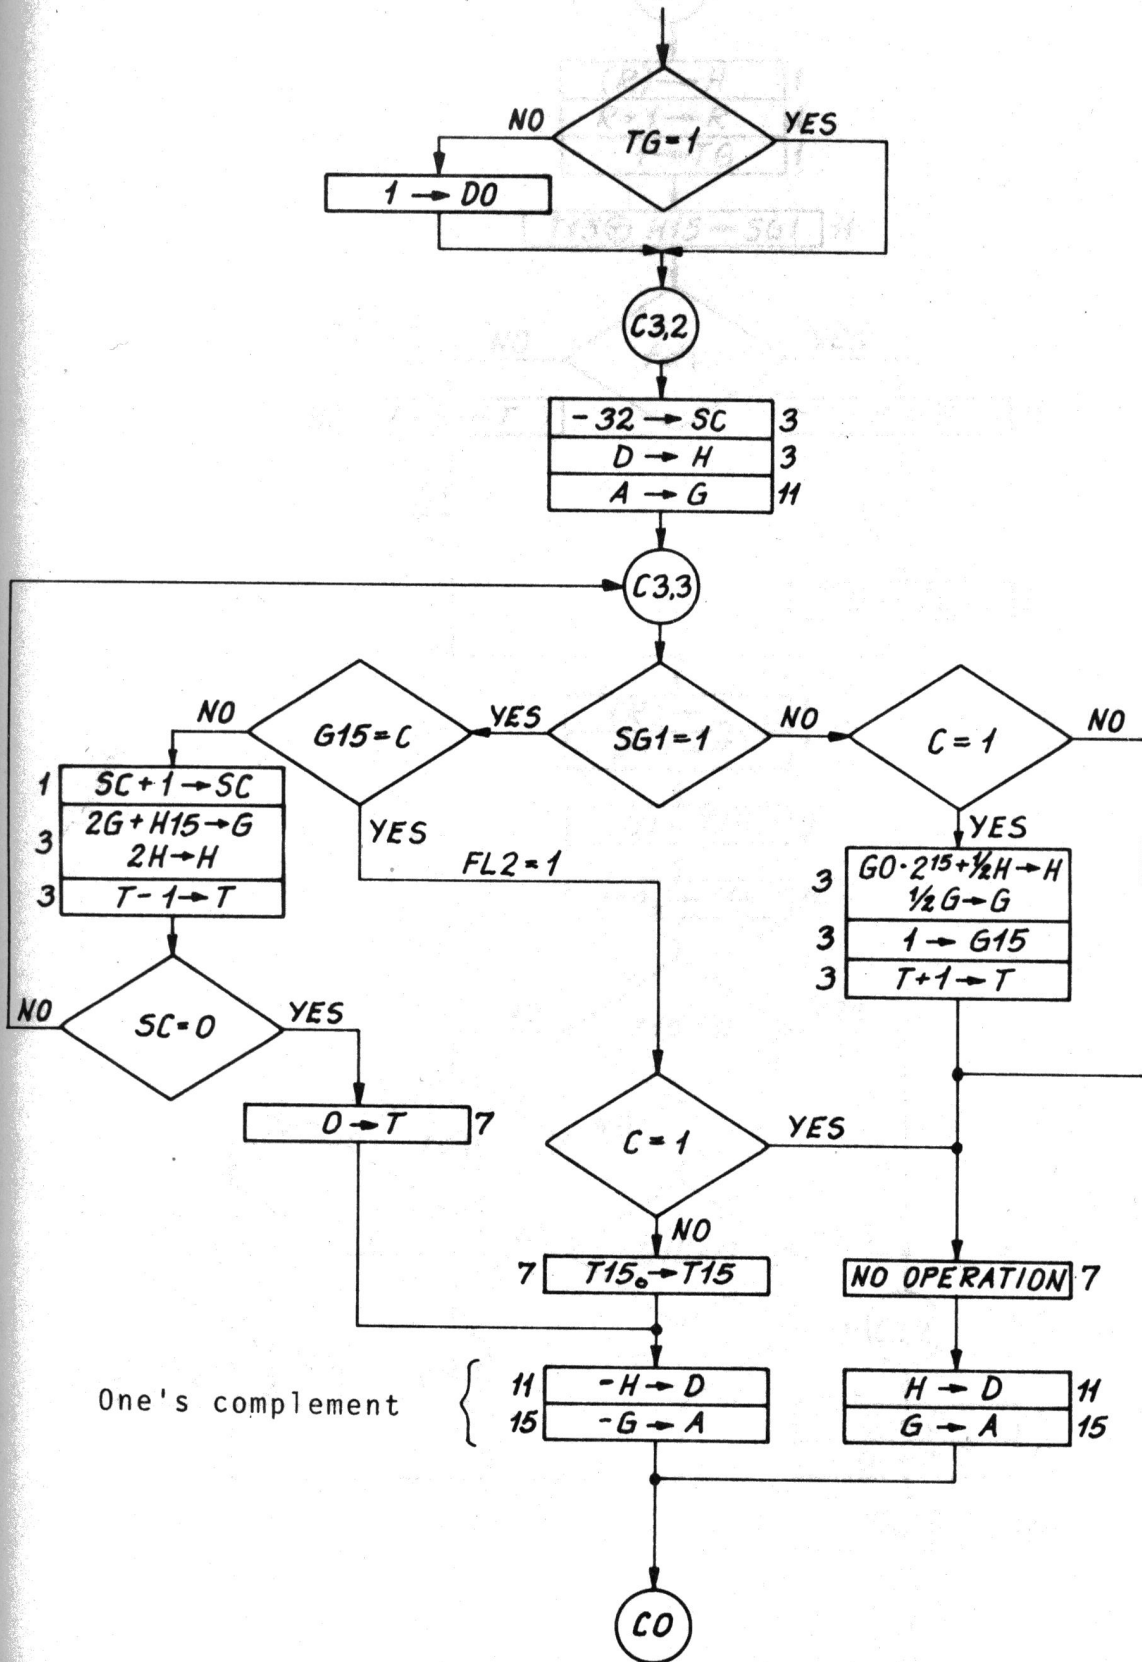 NO
TG=1
YES
1 → DO
C3,2
-32 → SC 3
D → H 3
A → G 11
C3,3
NO
G15=C
YES
SG1=1
NO
C=1
NO
1 SC+1→SC
3 2G+H15→G
2H→H
3 T-1→T
YES
FL2=1
YES
3 GO·2¹⁵+½H→H
½G→G
3 1 → G15
3 T+1→T
NO
SC=0
YES
O → T 7
C=1
YES
NO
7 T15₀→T15
NO OPERATION 7
One's complement
11 -H → D
15 -G → A
H → D 11
G → A 15
CO